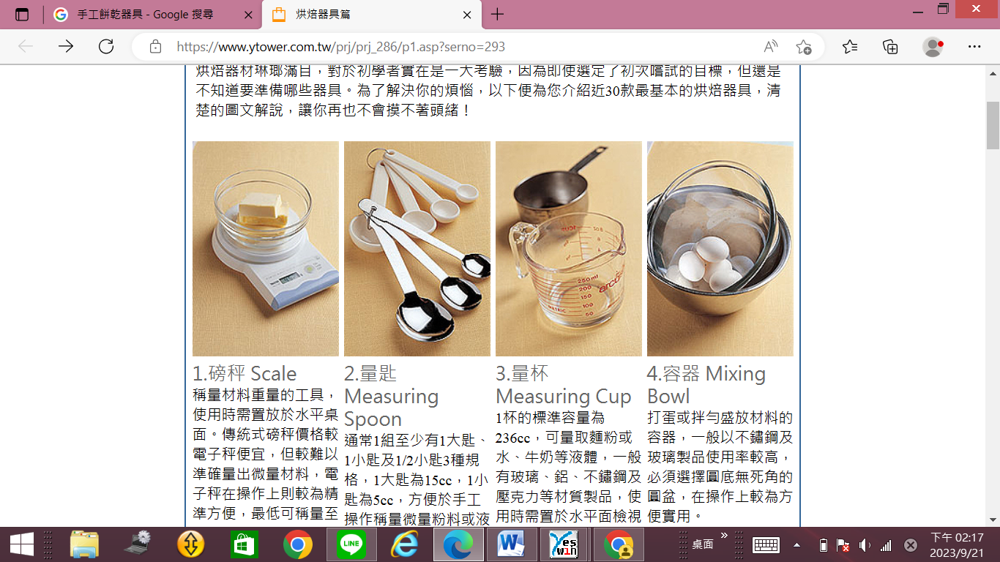 手工餅乾器具 - Google 搜尋
烘焙器具篇
https://www.ytower.com.tw/prj/prj_286/p1.asp?serno=293
烘焙器材琳瑯滿目，對於初學者實在是一大考驗，因為即使選定了初次嚐試的目標，但還是
不知道要準備哪些器具。為了解決你的煩惱，以下便為您介紹近30款最基本的烘焙器具，清
楚的圖文解說，讓你再也不會摸不著頭緒！
250ml
200
150
100
50
METRIC
arc
1.磅秤 Scale
稱量材料重量的工具，
使用時需置放於水平桌
面。傳統式磅秤價格較
電子秤便宜，但較難以
準確量出微量材料，電
子秤在操作上則較為精
準方便，最低可稱量至
2.量匙
Measuring
Spoon
通常1組至少有1大匙、
1小匙及1/2小匙3種規
格，1大匙為15cc，1小
匙為5cc，方便於手工
操作稱量微量粉料或液
3.量杯
Measuring Cup
1杯的標準容量為
236cc，可量取麵粉或
水、牛奶等液體，一般
有玻璃、鋁、不鏽鋼及
壓克力等材質製品，使
用時需置於水平面檢視
4.容器 Mixing
Bowl
打蛋或拌勻盛放材料的
容器，一般以不鏽鋼及
玻璃製品使用率較高，
必須選擇圓底無死角的
圓盆，在操作上較為方
便實用。
LINE
Yes
win
桌面
下午 02:17
2023/9/21